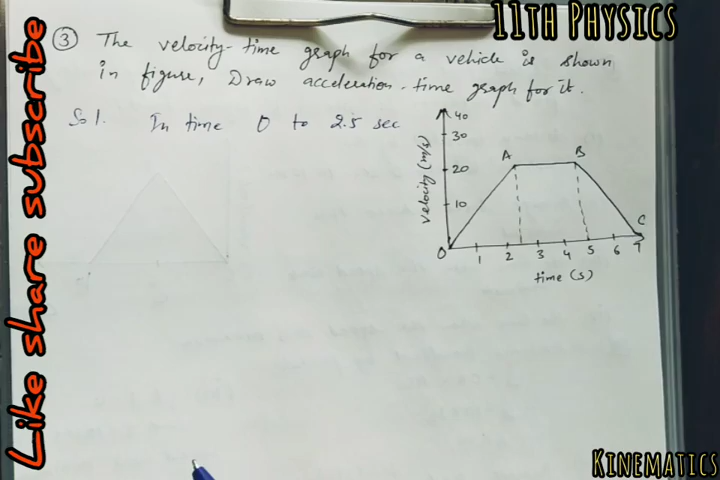 11th Physics
Like share subscribe
③ The velocity-time graph for a vehicle is shown
in figure, Draw acceleration-time graph for it.
Sol. In time 0 to 2.5 sec
40
30
20
10
velocity (m/s)
A B C
0 1 2 3 4 5 6 7
time (s)
Kinematics